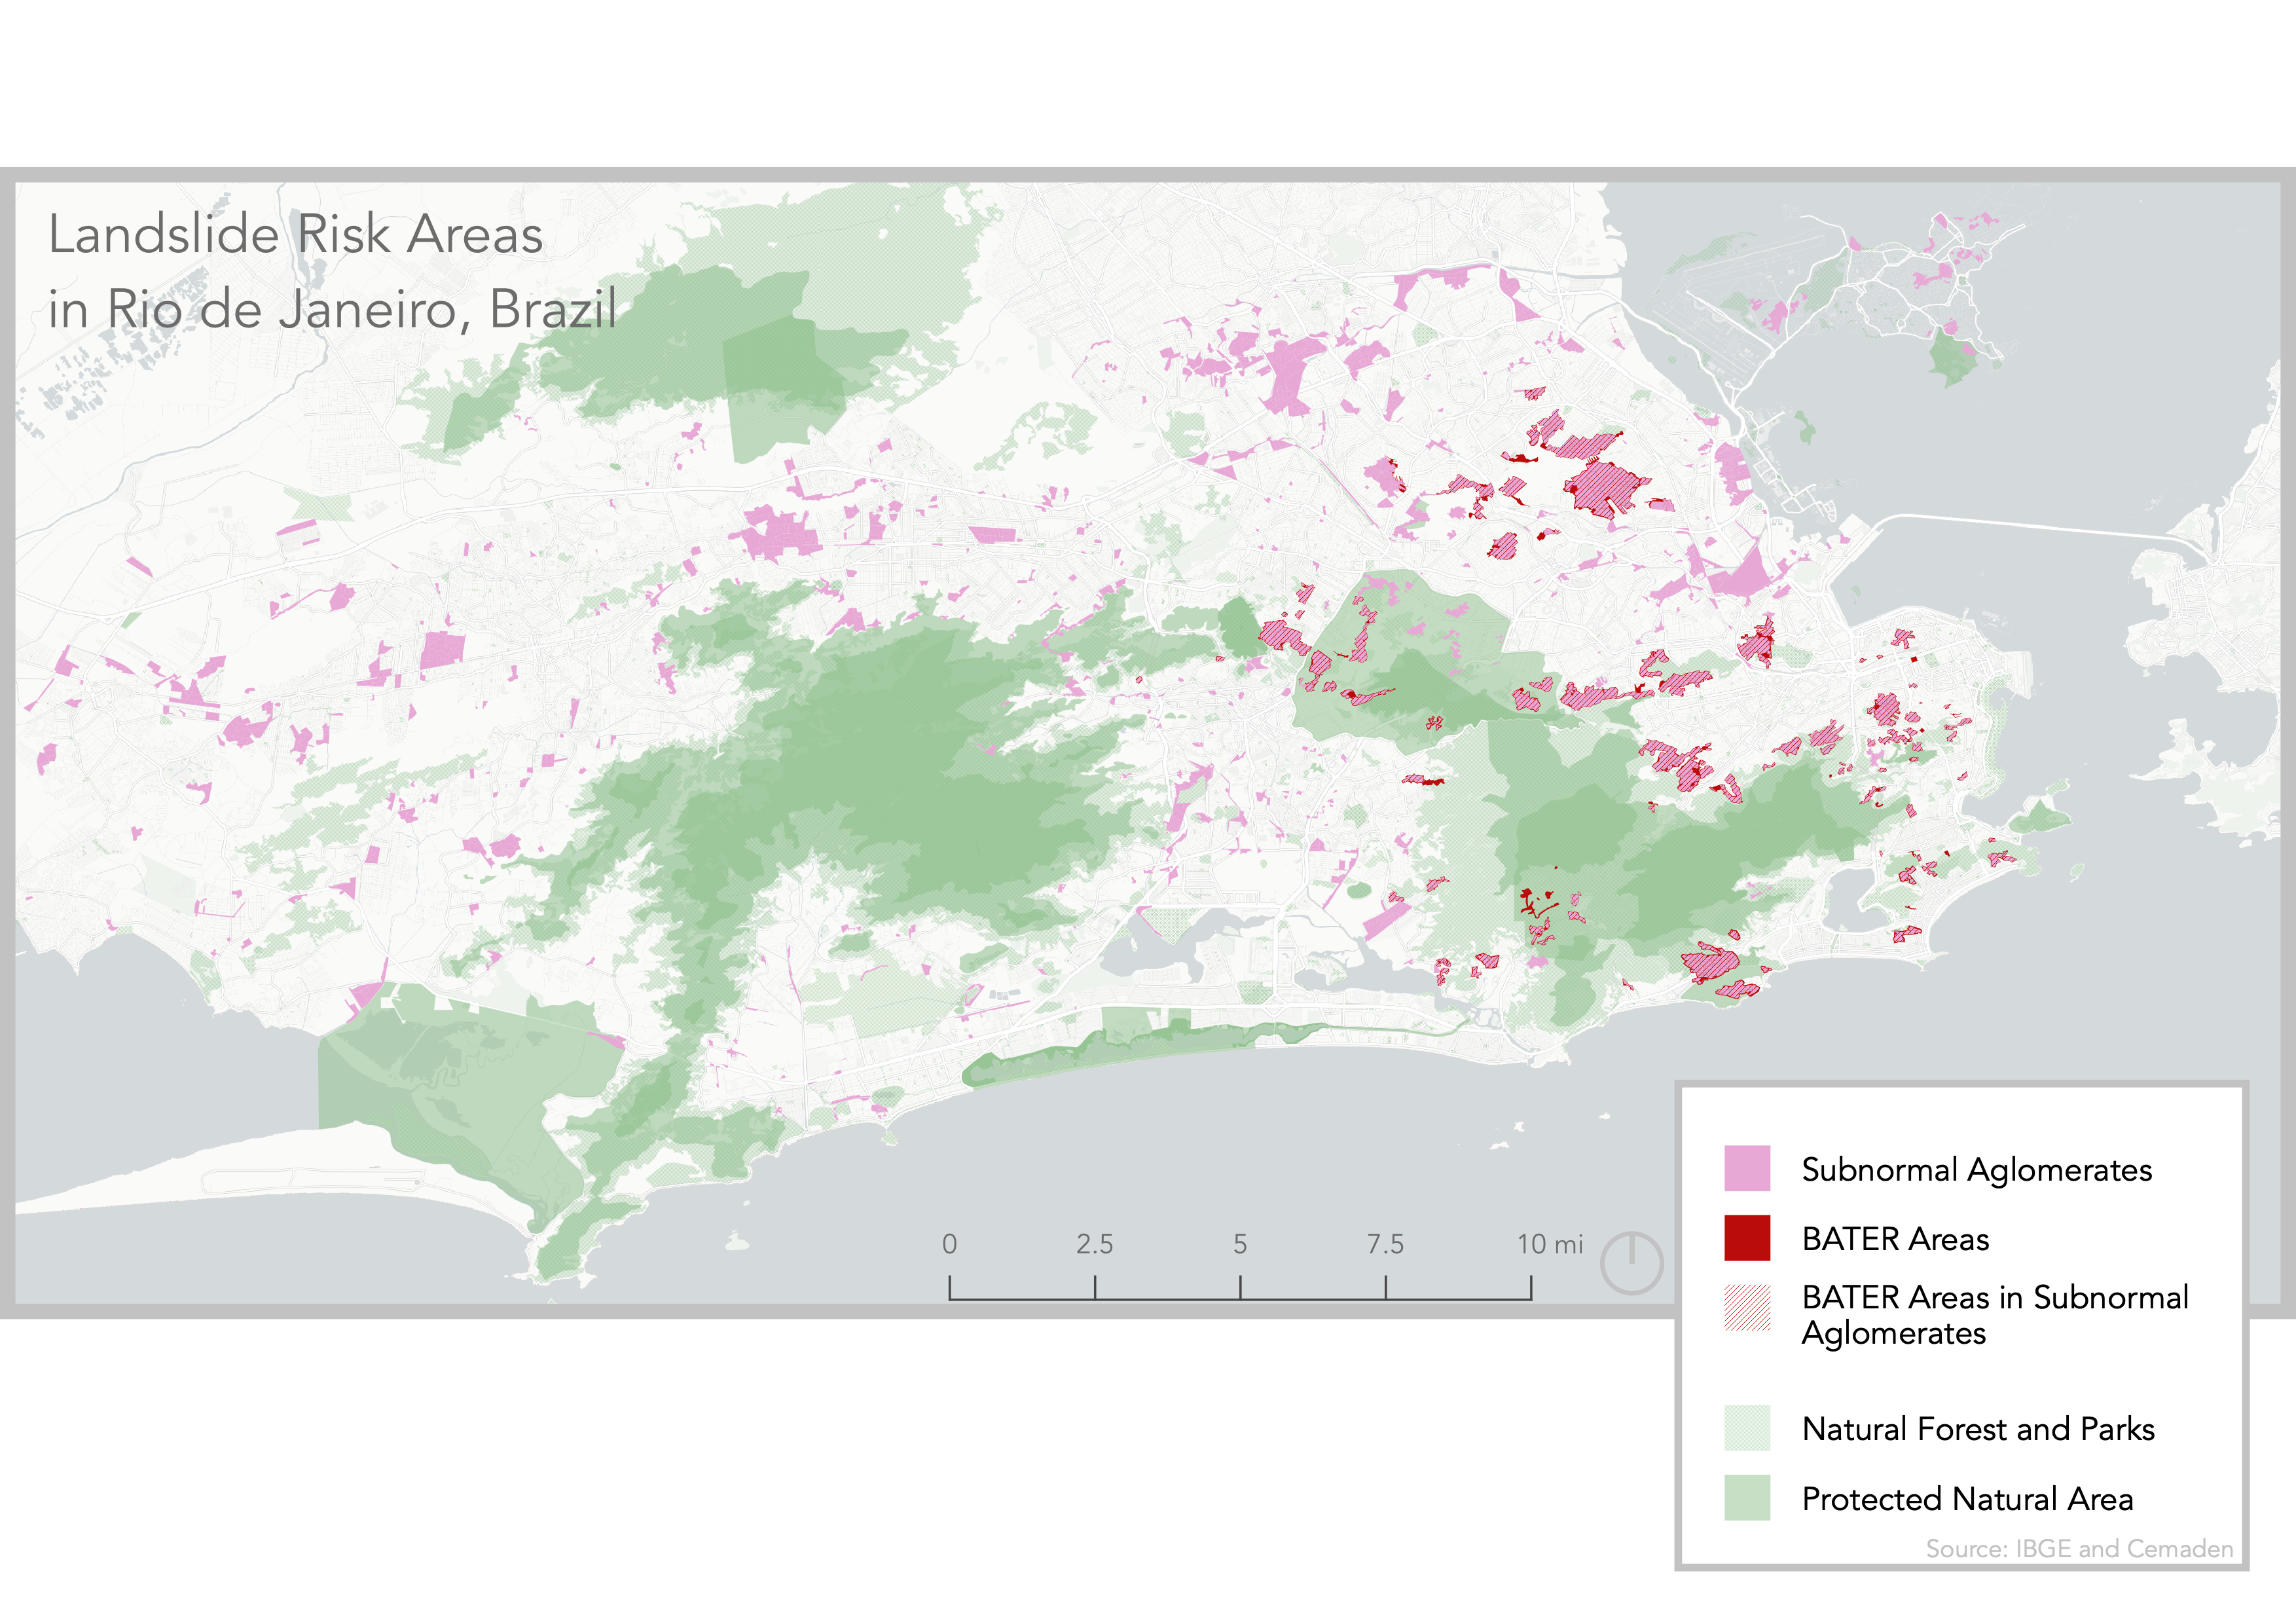 Landslide Risk Areas
in Rio de Janeiro, Brazil
0 2.5 5 7.5 10 mi
Subnormal Aglomerates
BATER Areas
BATER Areas in Subnormal
Aglomerates
Natural Forest and Parks
Protected Natural Area
Source: IBGE and Cemaden